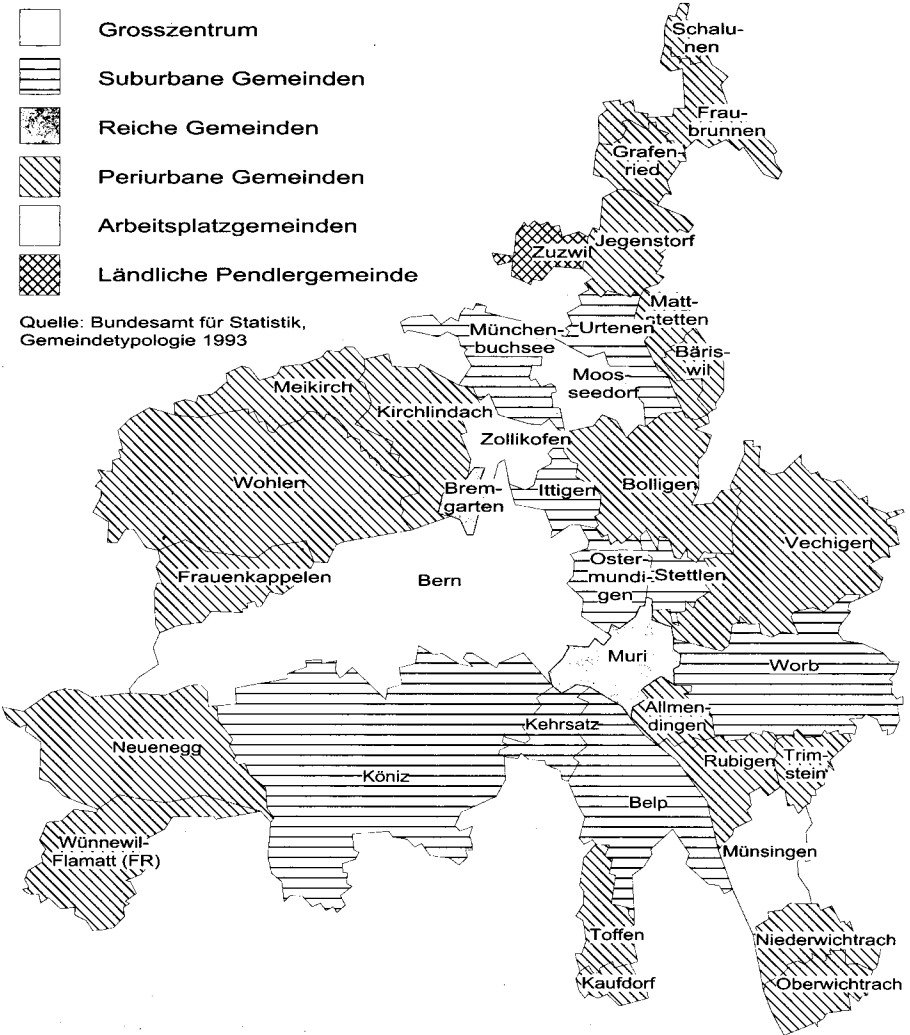 Grosszentrum
Suburbane Gemeinden
Reiche Gemeinden
Periurbane Gemeinden
Arbeitsplatzgemeinden
Ländliche Pendlergemeinde
Quelle: Bundesamt für Statistik,
Gemeindetypologie 1993
Schalu-
nen
Frau-
brunnen
Grafen-
ried
Jegenstorf
Zuzwil
Matt-
stetten
Urtenen
München-
buchsee
Bäris-
wil
Moos-
seedorf
Meikirch
Kirchlindach
Zollikofen
Wohlen
Brem-
garten
Ittigen
Bolligen
Vechigen
Frauenkappelen
Bern
Oster-
mundi-
gen
Stettlen
Muri
Worb
Allmen-
dingen
Kehrsatz
Neuenegg
Köniz
Rubigen
Trim-
stein
Belp
Wünnewil-
Flamatt (FR)
Münsingen
Toffen
Niederwichtrach
Kaufdorf
Oberwichtrach